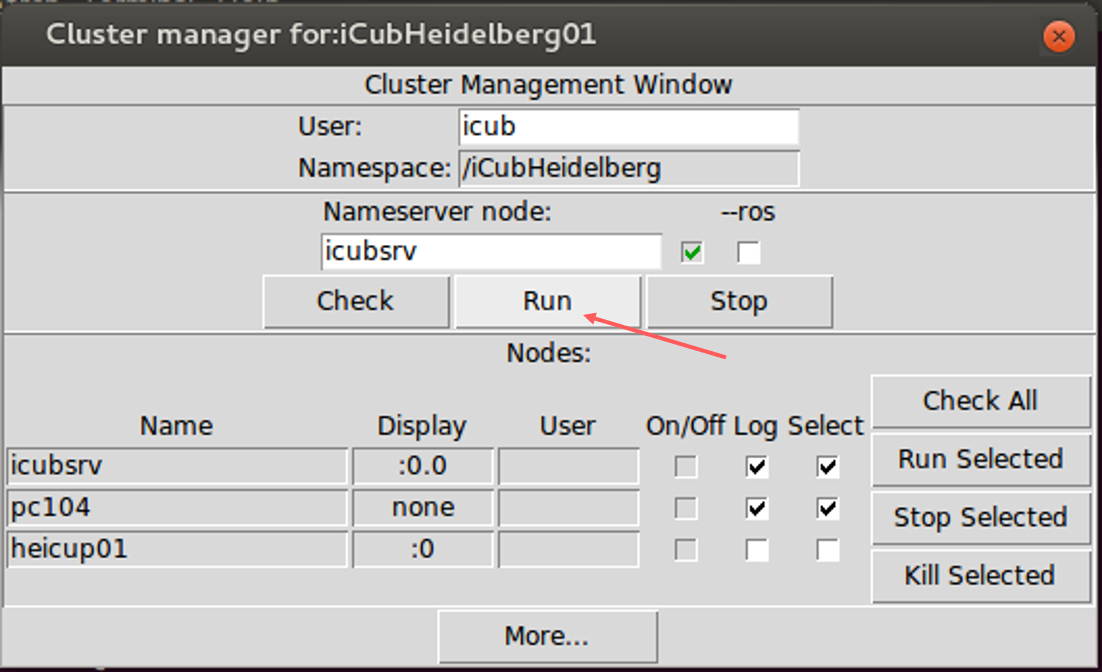 Cluster manager for:iCubHeidelberg01
Cluster Management Window
User: icub
Namespace: /iCubHeidelberg
Nameserver node: --ros
icubsrv
Check Run Stop
Nodes:
Check All
Name Display User On/Off Log Select
icubsrv :0.0 Run Selected
pc104 none Stop Selected
heicup01 :0 Kill Selected
More...